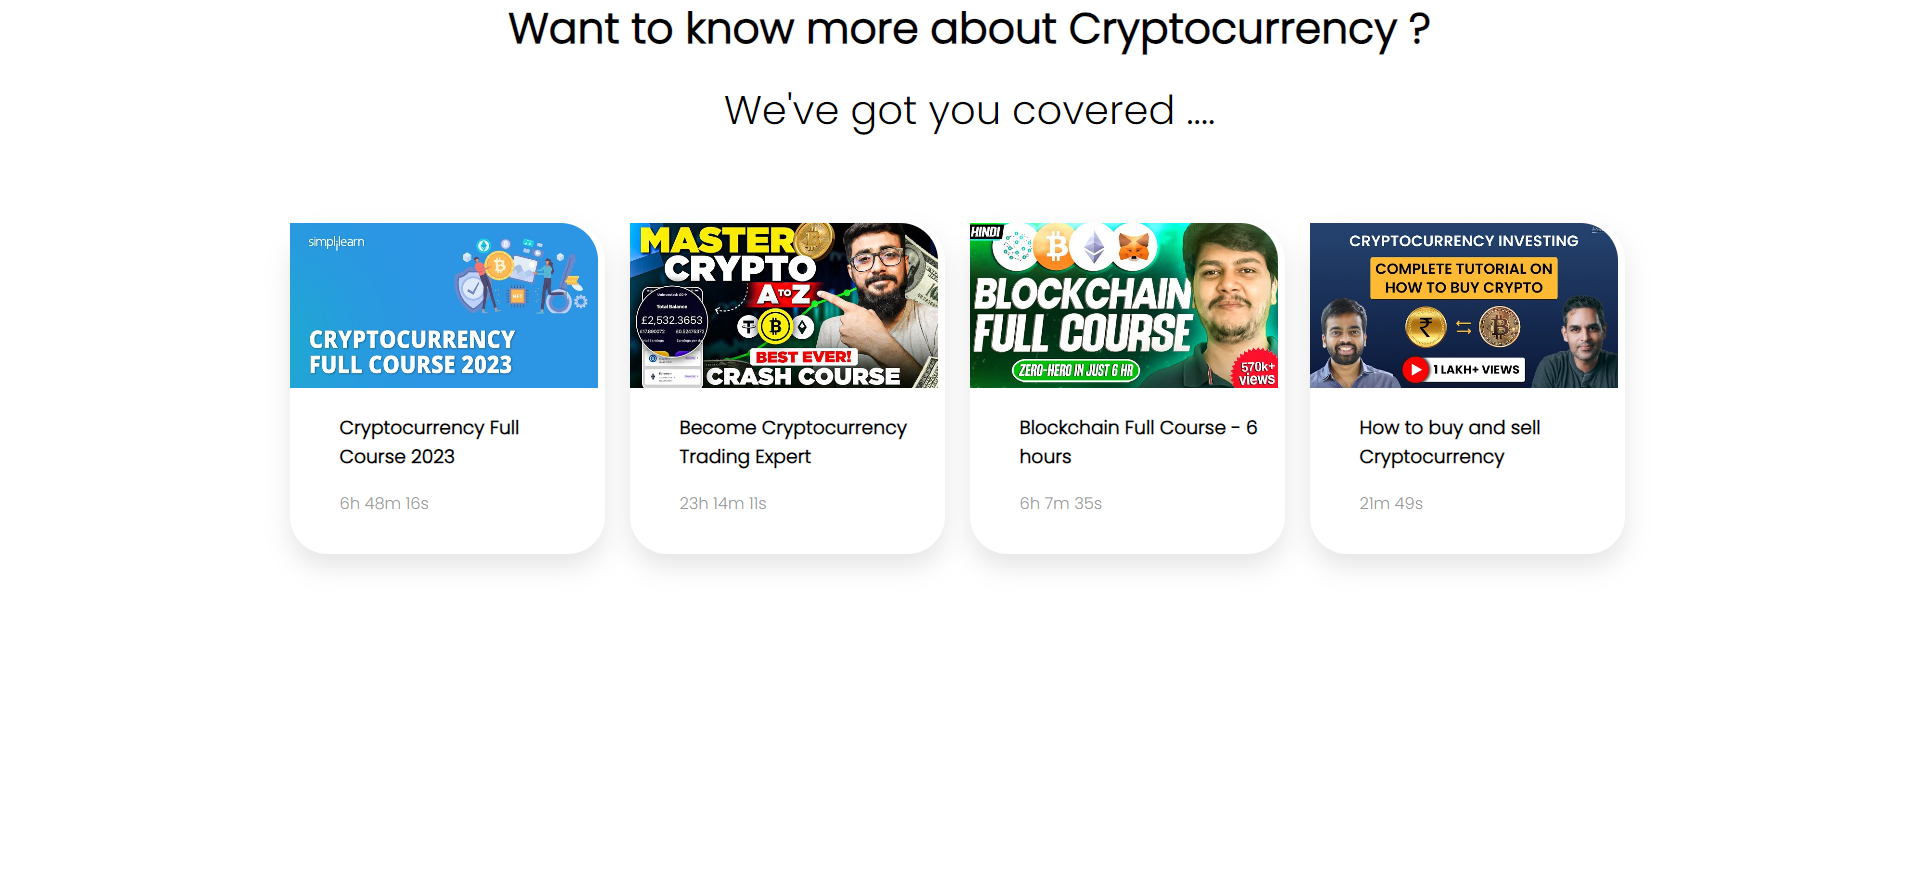 Want to know more about Cryptocurrency ?
We've got you covered ....
simplilearn
CRYPTOCURRENCY
FULL COURSE 2023
Cryptocurrency Full
Course 2023
6h 48m 16s
MASTER
CRYPTO
A TO Z
Total Balance
£2,532.3653
BEST EVER!
CRASH COURSE
Become Cryptocurrency
Trading Expert
23h 14m 11s
HINDI
BLOCKCHAIN
FULL COURSE
ZERO-HERO IN JUST 6 HR
570k+
views
Blockchain Full Course - 6
hours
6h 7m 35s
CRYPTOCURRENCY INVESTING
COMPLETE TUTORIAL ON
HOW TO BUY CRYPTO
1 LAKH+ VIEWS
How to buy and sell
Cryptocurrency
21m 49s